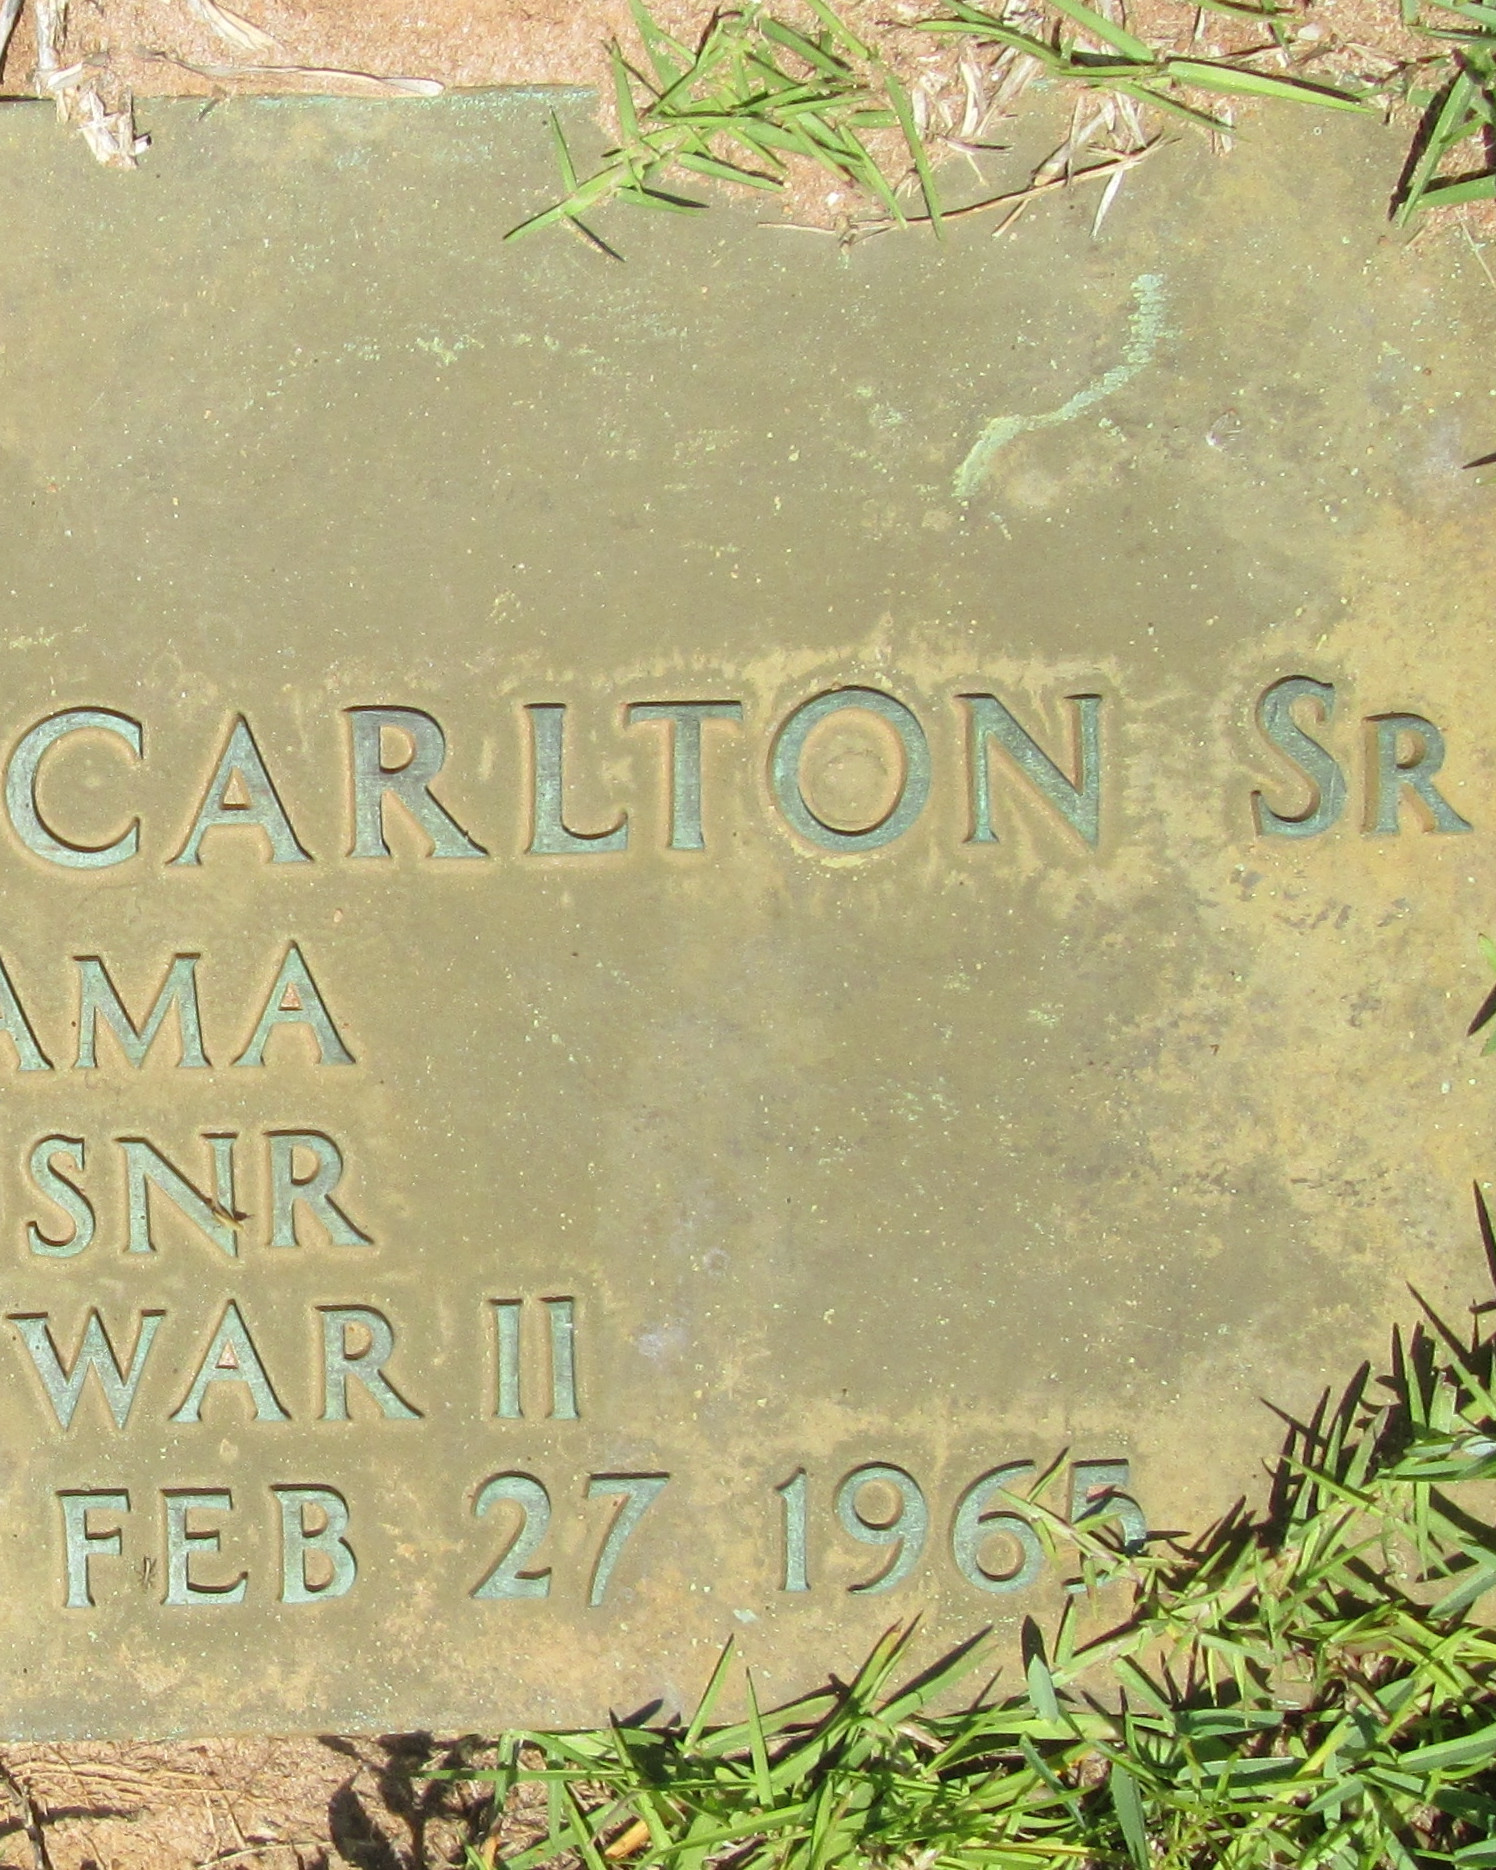 CARLTON SR
AMA
SNR
WAR II
FEB 27 1965